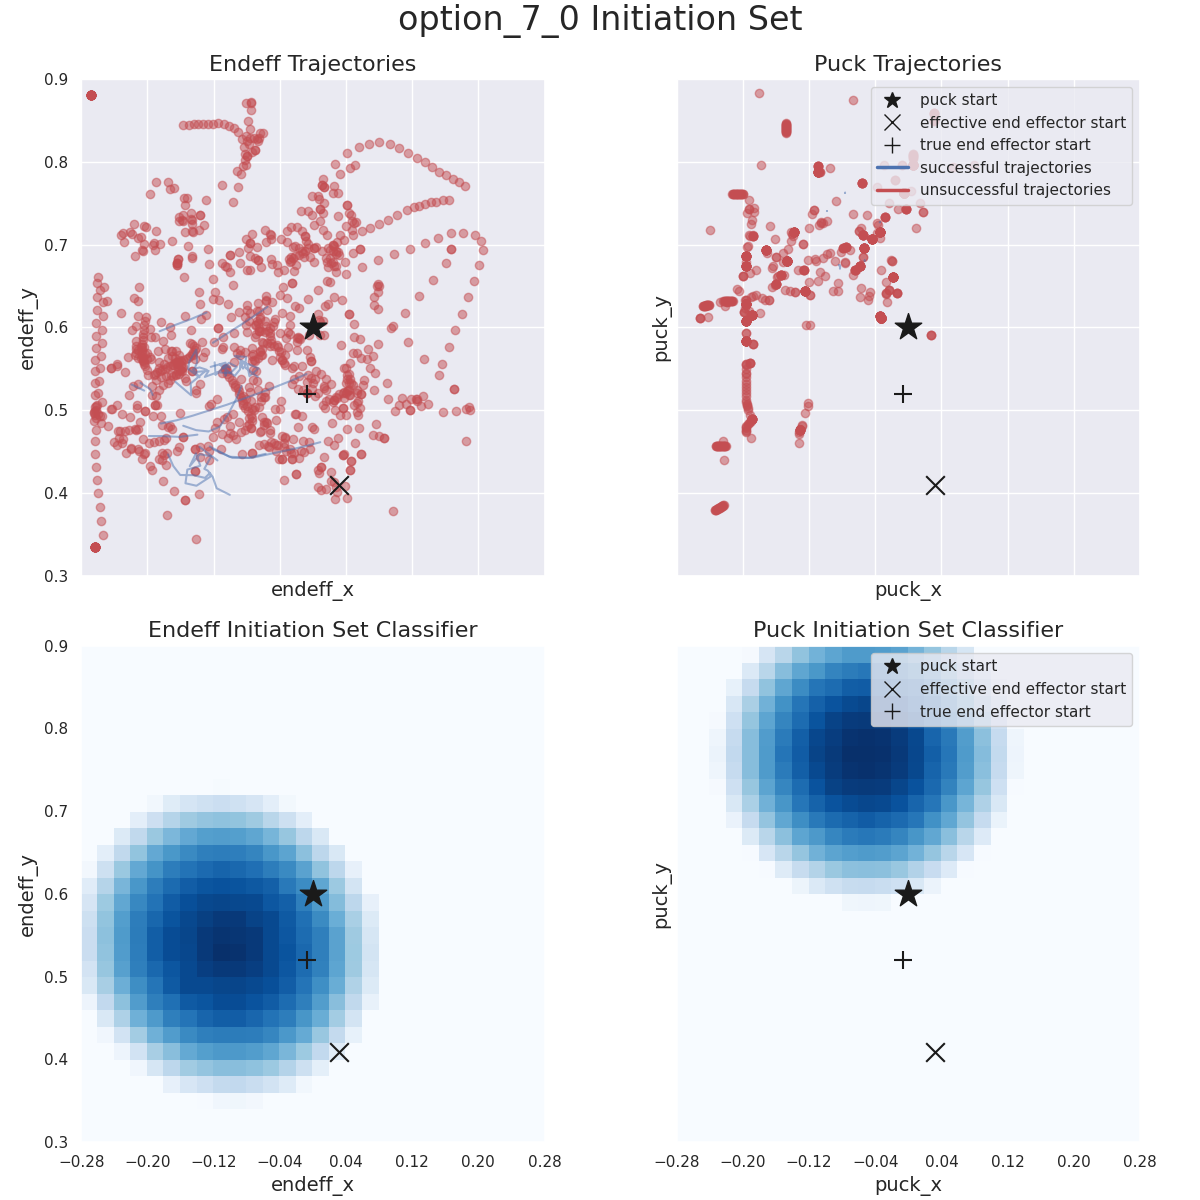 option_7_0 Initiation Set
Endeff Trajectories
0.9
0.8
0.7
0.6
0.5
0.4
0.3
endeff_y
endeff_x
Puck Trajectories
puck start
effective end effector start
true end effector start
successful trajectories
unsuccessful trajectories
puck_y
puck_x
Endeff Initiation Set Classifier
0.9
0.8
0.7
0.6
0.5
0.4
0.3
endeff_y
−0.28 −0.20 −0.12 −0.04 0.04 0.12 0.20 0.28
endeff_x
Puck Initiation Set Classifier
puck start
effective end effector start
true end effector start
puck_y
−0.28 −0.20 −0.12 −0.04 0.04 0.12 0.20 0.28
puck_x